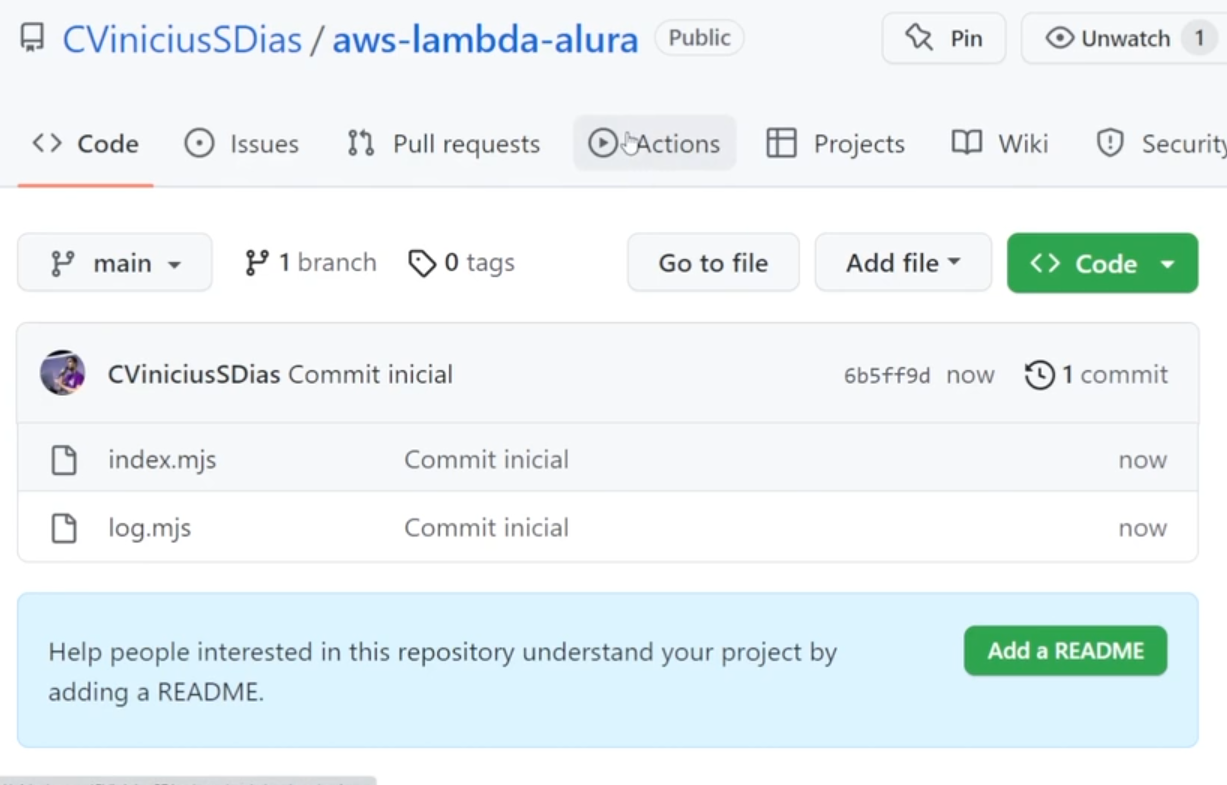 CViniciusSDias / aws-lambda-alura Public Pin Unwatch 1
Code Issues Pull requests Actions Projects Wiki Security
main 1 branch 0 tags Go to file Add file Code
CViniciusSDias Commit inicial 6b5ff9d now 1 commit
index.mjs Commit inicial now
log.mjs Commit inicial now
Help people interested in this repository understand your project by
adding a README.
Add a README